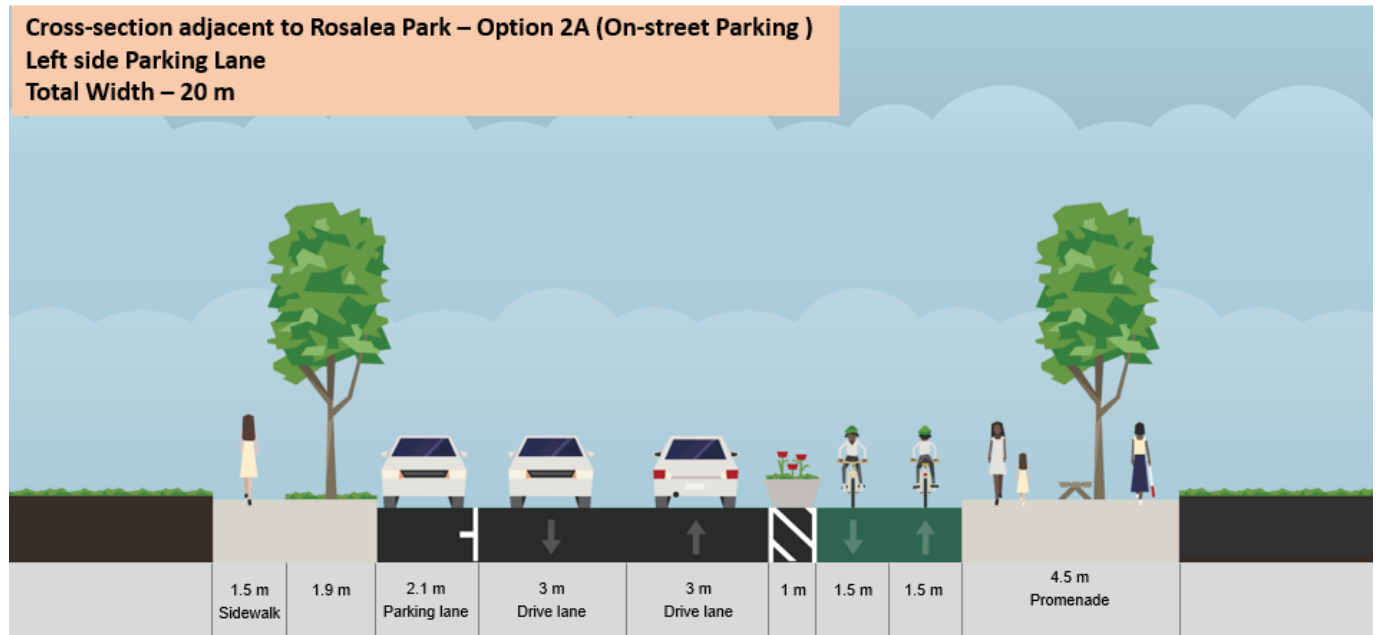 Cross-section adjacent to Rosalea Park – Option 2A (On-street Parking )
Left side Parking Lane
Total Width – 20 m
1.5 m
Sidewalk
1.9 m
2.1 m
Parking lane
3 m
Drive lane
3 m
Drive lane
1 m
1.5 m
1.5 m
4.5 m
Promenade